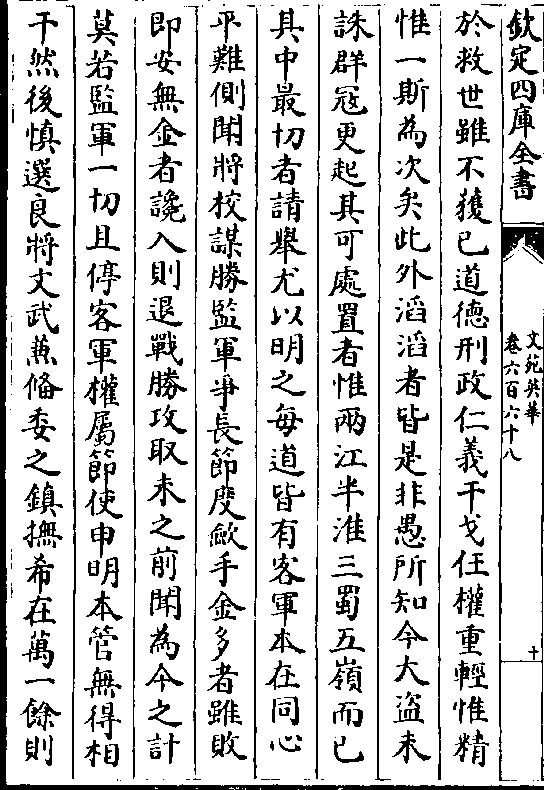 欽定四庫全書
文苑英華
卷六百六十八
十
於救世雖不獲已道德刑政仁義干戈任權重輕惟精
惟一斯為次矣此外滔滔者皆是非愚所知今大盜未
誅群冦更起其可處置者惟兩江半淮三蜀五嶺而已
其中最切者請舉尤以明之每道皆有客軍本在同心
平難側聞將校謀勝監軍爭長節度斂手金多者雖敗
即安無金者讒入則退戰勝攻取未之前聞為今之計
莫若監軍一切且停客軍權屬節使申明本管無得相
干然後慎選良將文武兼偹委之鎮撫希在萬一餘則